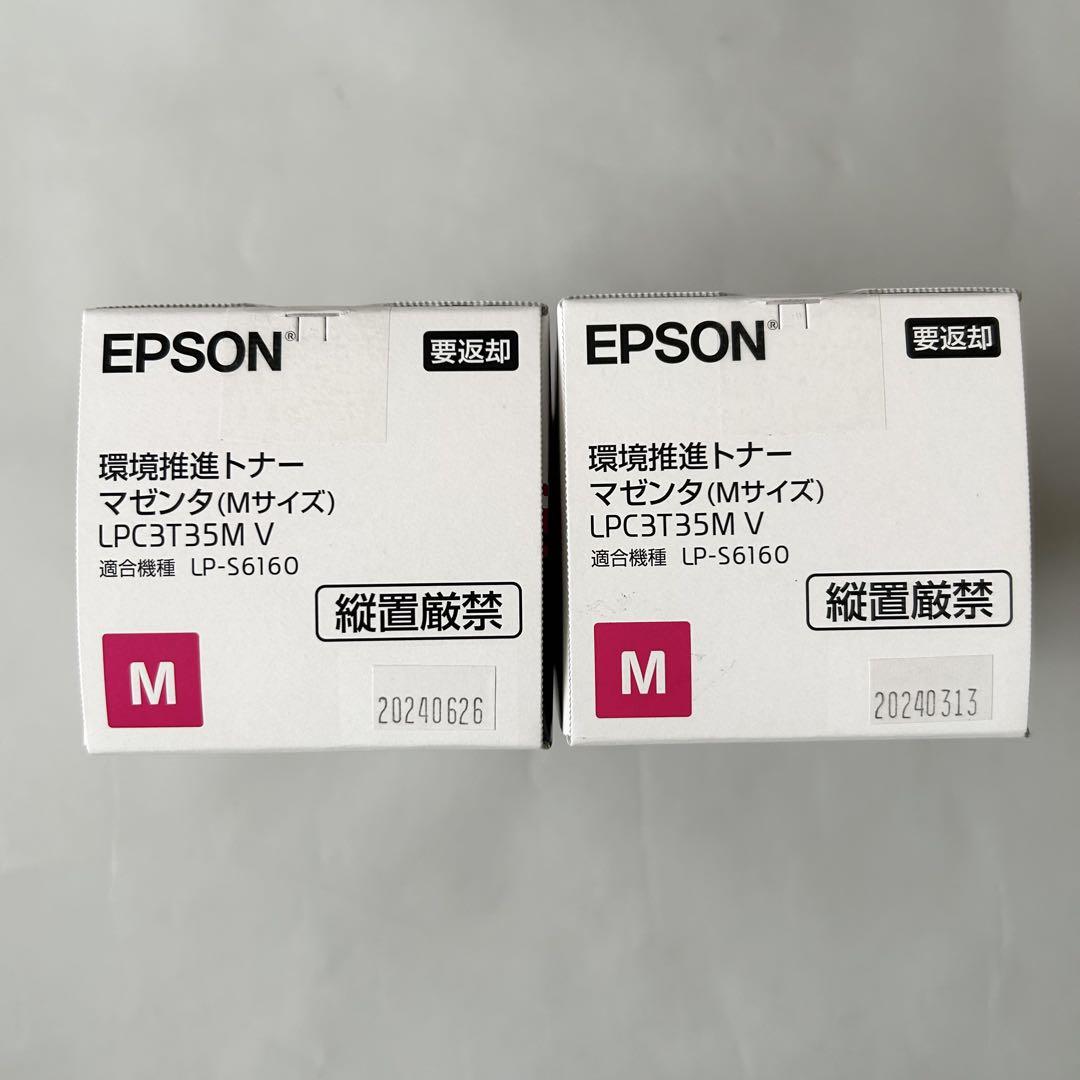 EPSON®
要返却
環境推進トナー
マゼンタ(Mサイズ)
LPC3T35M V
適合機種 LP-S6160
縦置厳禁
M
20240626
EPSON®
要返却
環境推進トナー
マゼンタ(Mサイズ)
LPC3T35M V
適合機種 LP-S6160
縦置厳禁
M
20240313